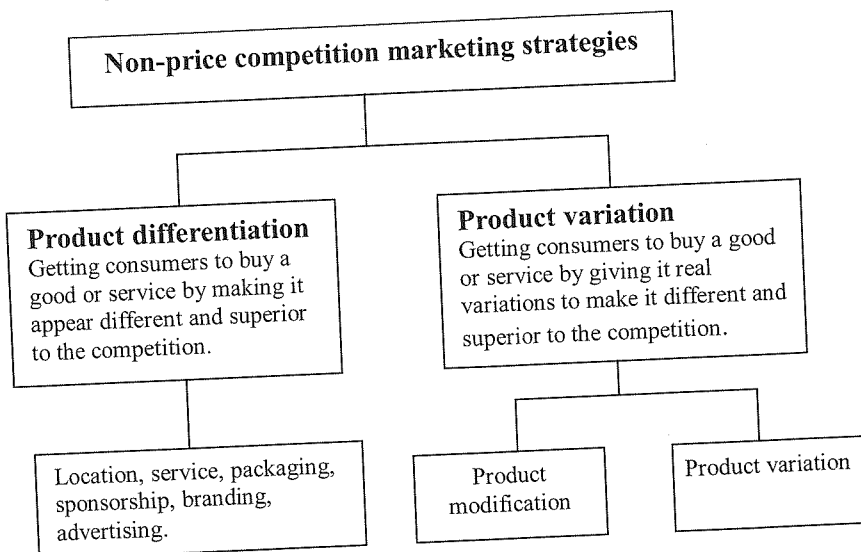 Non-price competition marketing strategies
Product differentiation
Getting consumers to buy a
good or service by making it
appear different and superior
to the competition.
Product variation
Getting consumers to buy a good
or service by giving it real
variations to make it different and
superior to the competition.
Location, service, packaging,
sponsorship, branding,
advertising.
Product
modification
Product variation